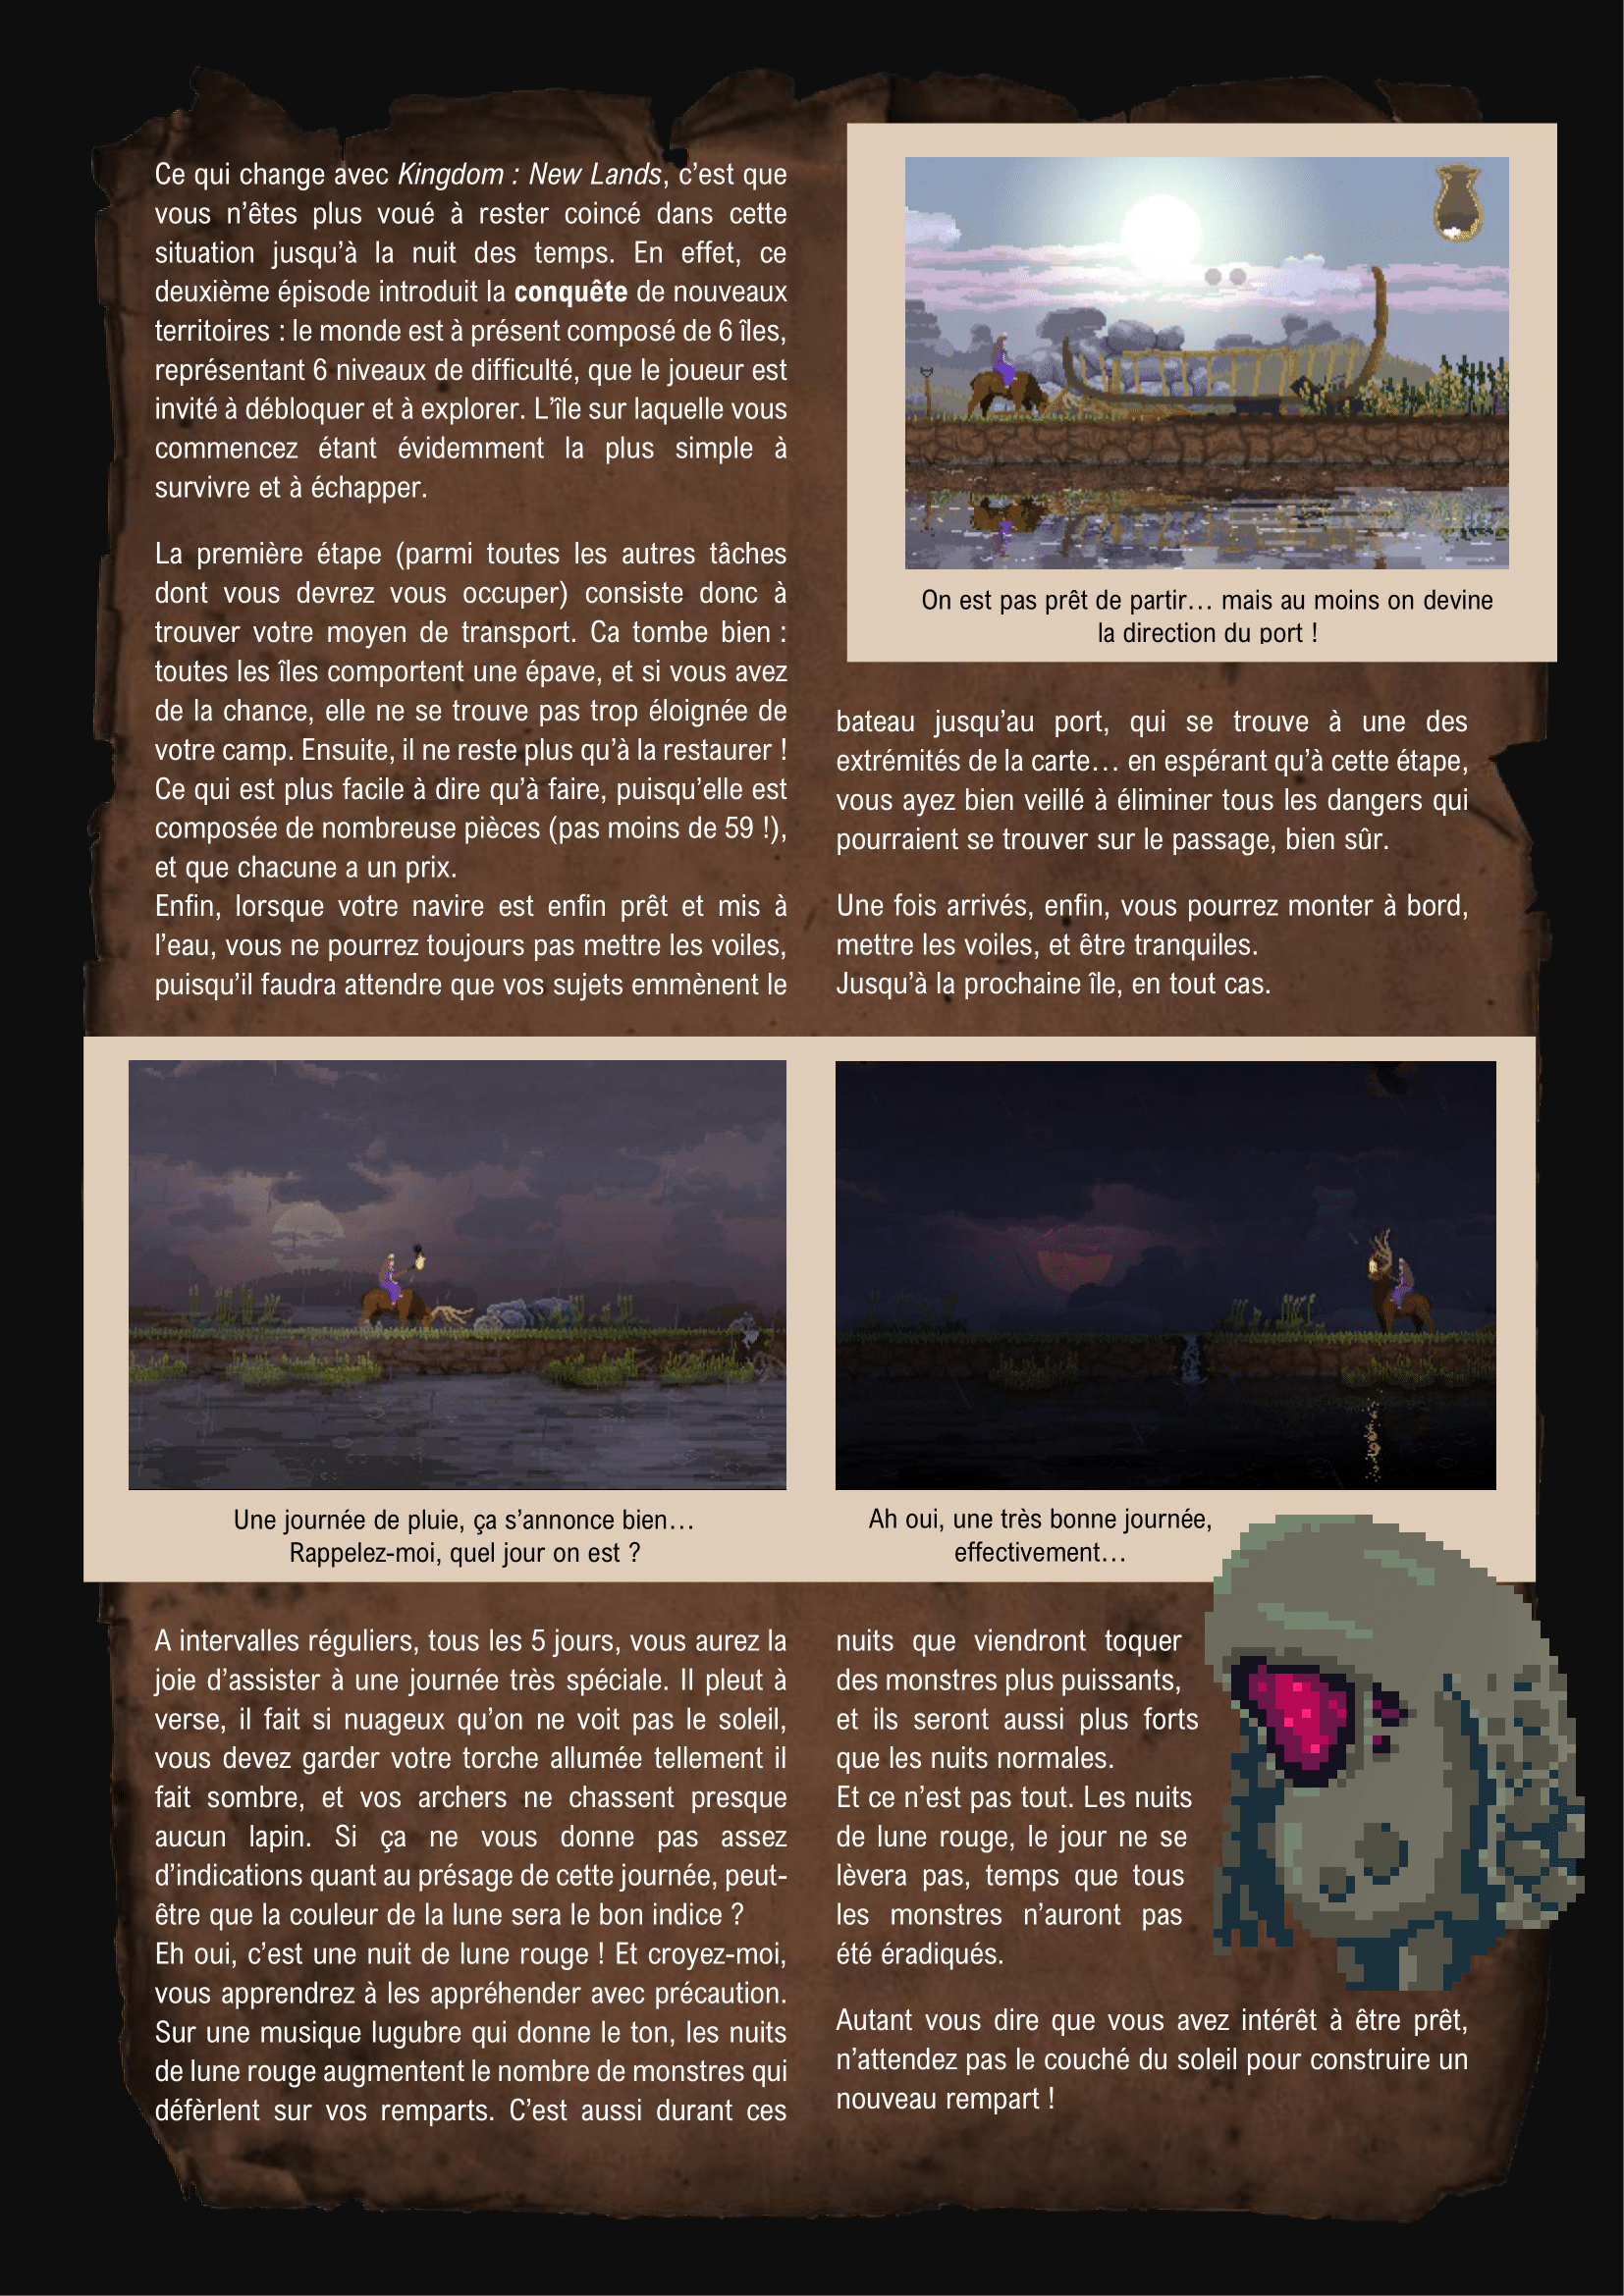 Ce qui change avec Kingdom : New Lands, c'est que
vous n'êtes plus voué à rester coincé dans cette
situation jusqu'à la nuit des temps. En effet, ce
deuxième épisode introduit la conquête de nouveaux
territoires : le monde est à présent composé de 6 îles,
représentant 6 niveaux de difficulté, que le joueur est
invité à débloquer et à explorer. L'île sur laquelle vous
commencez étant évidemment la plus simple à
survivre et à échapper.
La première étape (parmi toutes les autres tâches
dont vous devrez vous occuper) consiste donc à
trouver votre moyen de transport. Ca tombe bien :
toutes les îles comportent une épave, et si vous avez
de la chance, elle ne se trouve pas trop éloignée de
votre camp. Ensuite, il ne reste plus qu'à la restaurer !
Ce qui est plus facile à dire qu'à faire, puisqu'elle est
composée de nombreuse pièces (pas moins de 59 !),
et que chacune a un prix.
Enfin, lorsque votre navire est enfin prêt et mis à
l'eau, vous ne pourrez toujours pas mettre les voiles,
puisqu'il faudra attendre que vos sujets emmènent le
On est pas prêt de partir… mais au moins on devine
la direction du port !
bateau jusqu'au port, qui se trouve à une des
extrémités de la carte… en espérant qu'à cette étape,
vous ayez bien veillé à éliminer tous les dangers qui
pourraient se trouver sur le passage, bien sûr.
Une fois arrivés, enfin, vous pourrez monter à bord,
mettre les voiles, et être tranquiles.
Jusqu'à la prochaine île, en tout cas.
Une journée de pluie, ça s'annonce bien…
Rappelez-moi, quel jour on est ?
Ah oui, une très bonne journée,
effectivement…
A intervalles réguliers, tous les 5 jours, vous aurez la
joie d'assister à une journée très spéciale. Il pleut à
verse, il fait si nuageux qu'on ne voit pas le soleil,
vous devez garder votre torche allumée tellement il
fait sombre, et vos archers ne chassent presque
aucun lapin. Si ça ne vous donne pas assez
d'indications quant au présage de cette journée, peut-
être que la couleur de la lune sera le bon indice ?
Eh oui, c'est une nuit de lune rouge ! Et croyez-moi,
vous apprendrez à les appréhender avec précaution.
Sur une musique lugubre qui donne le ton, les nuits
de lune rouge augmentent le nombre de monstres qui
défèrlent sur vos remparts. C'est aussi durant ces
nuits que viendront toquer
des monstres plus puissants,
et ils seront aussi plus forts
que les nuits normales.
Et ce n'est pas tout. Les nuits
de lune rouge, le jour ne se
lèvera pas, temps que tous
les monstres n'auront pas
été éradiqués.
Autant vous dire que vous avez intérêt à être prêt,
n'attendez pas le couché du soleil pour construire un
nouveau rempart !